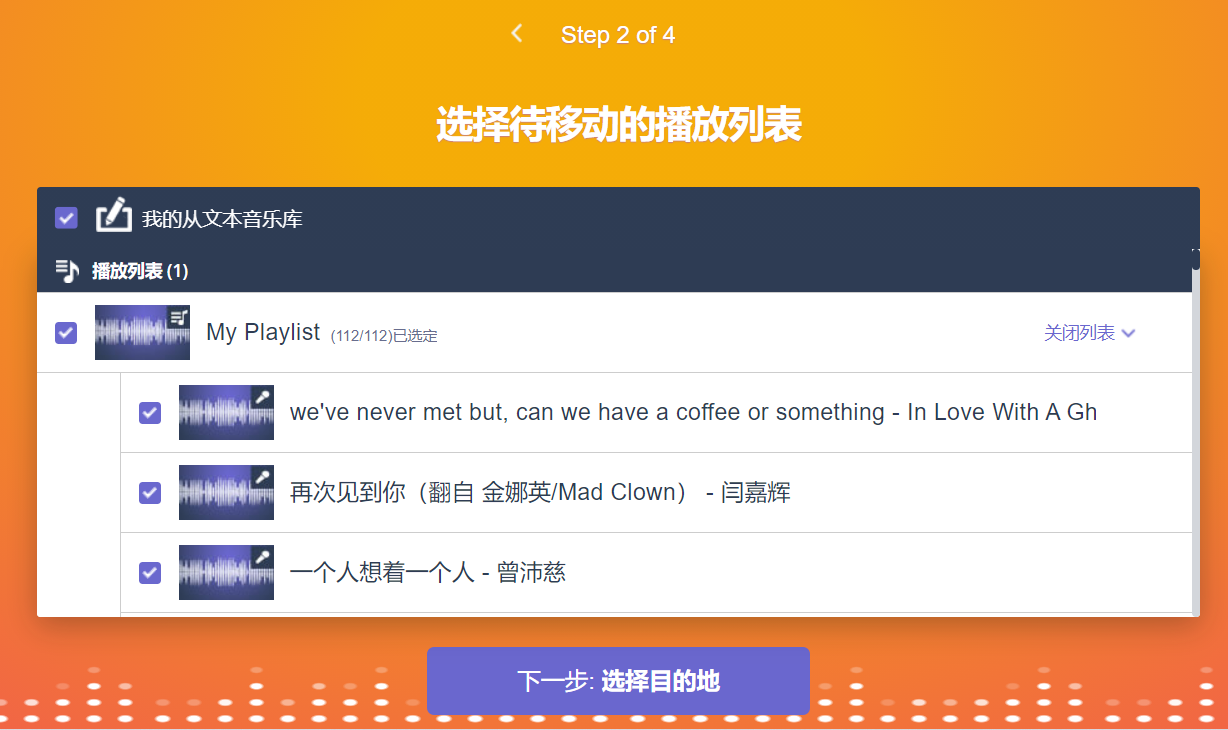 Step 2 of 4
选择待移动的播放列表
我的从文本音乐库
播放列表 (1)
My Playlist (112/112)已选定 关闭列表
we've never met but, can we have a coffee or something - In Love With A Gh
再次见到你（翻自 金娜英/Mad Clown） - 闫嘉辉
一个人想着一个人 - 曾沛慈
下一步: 选择目的地